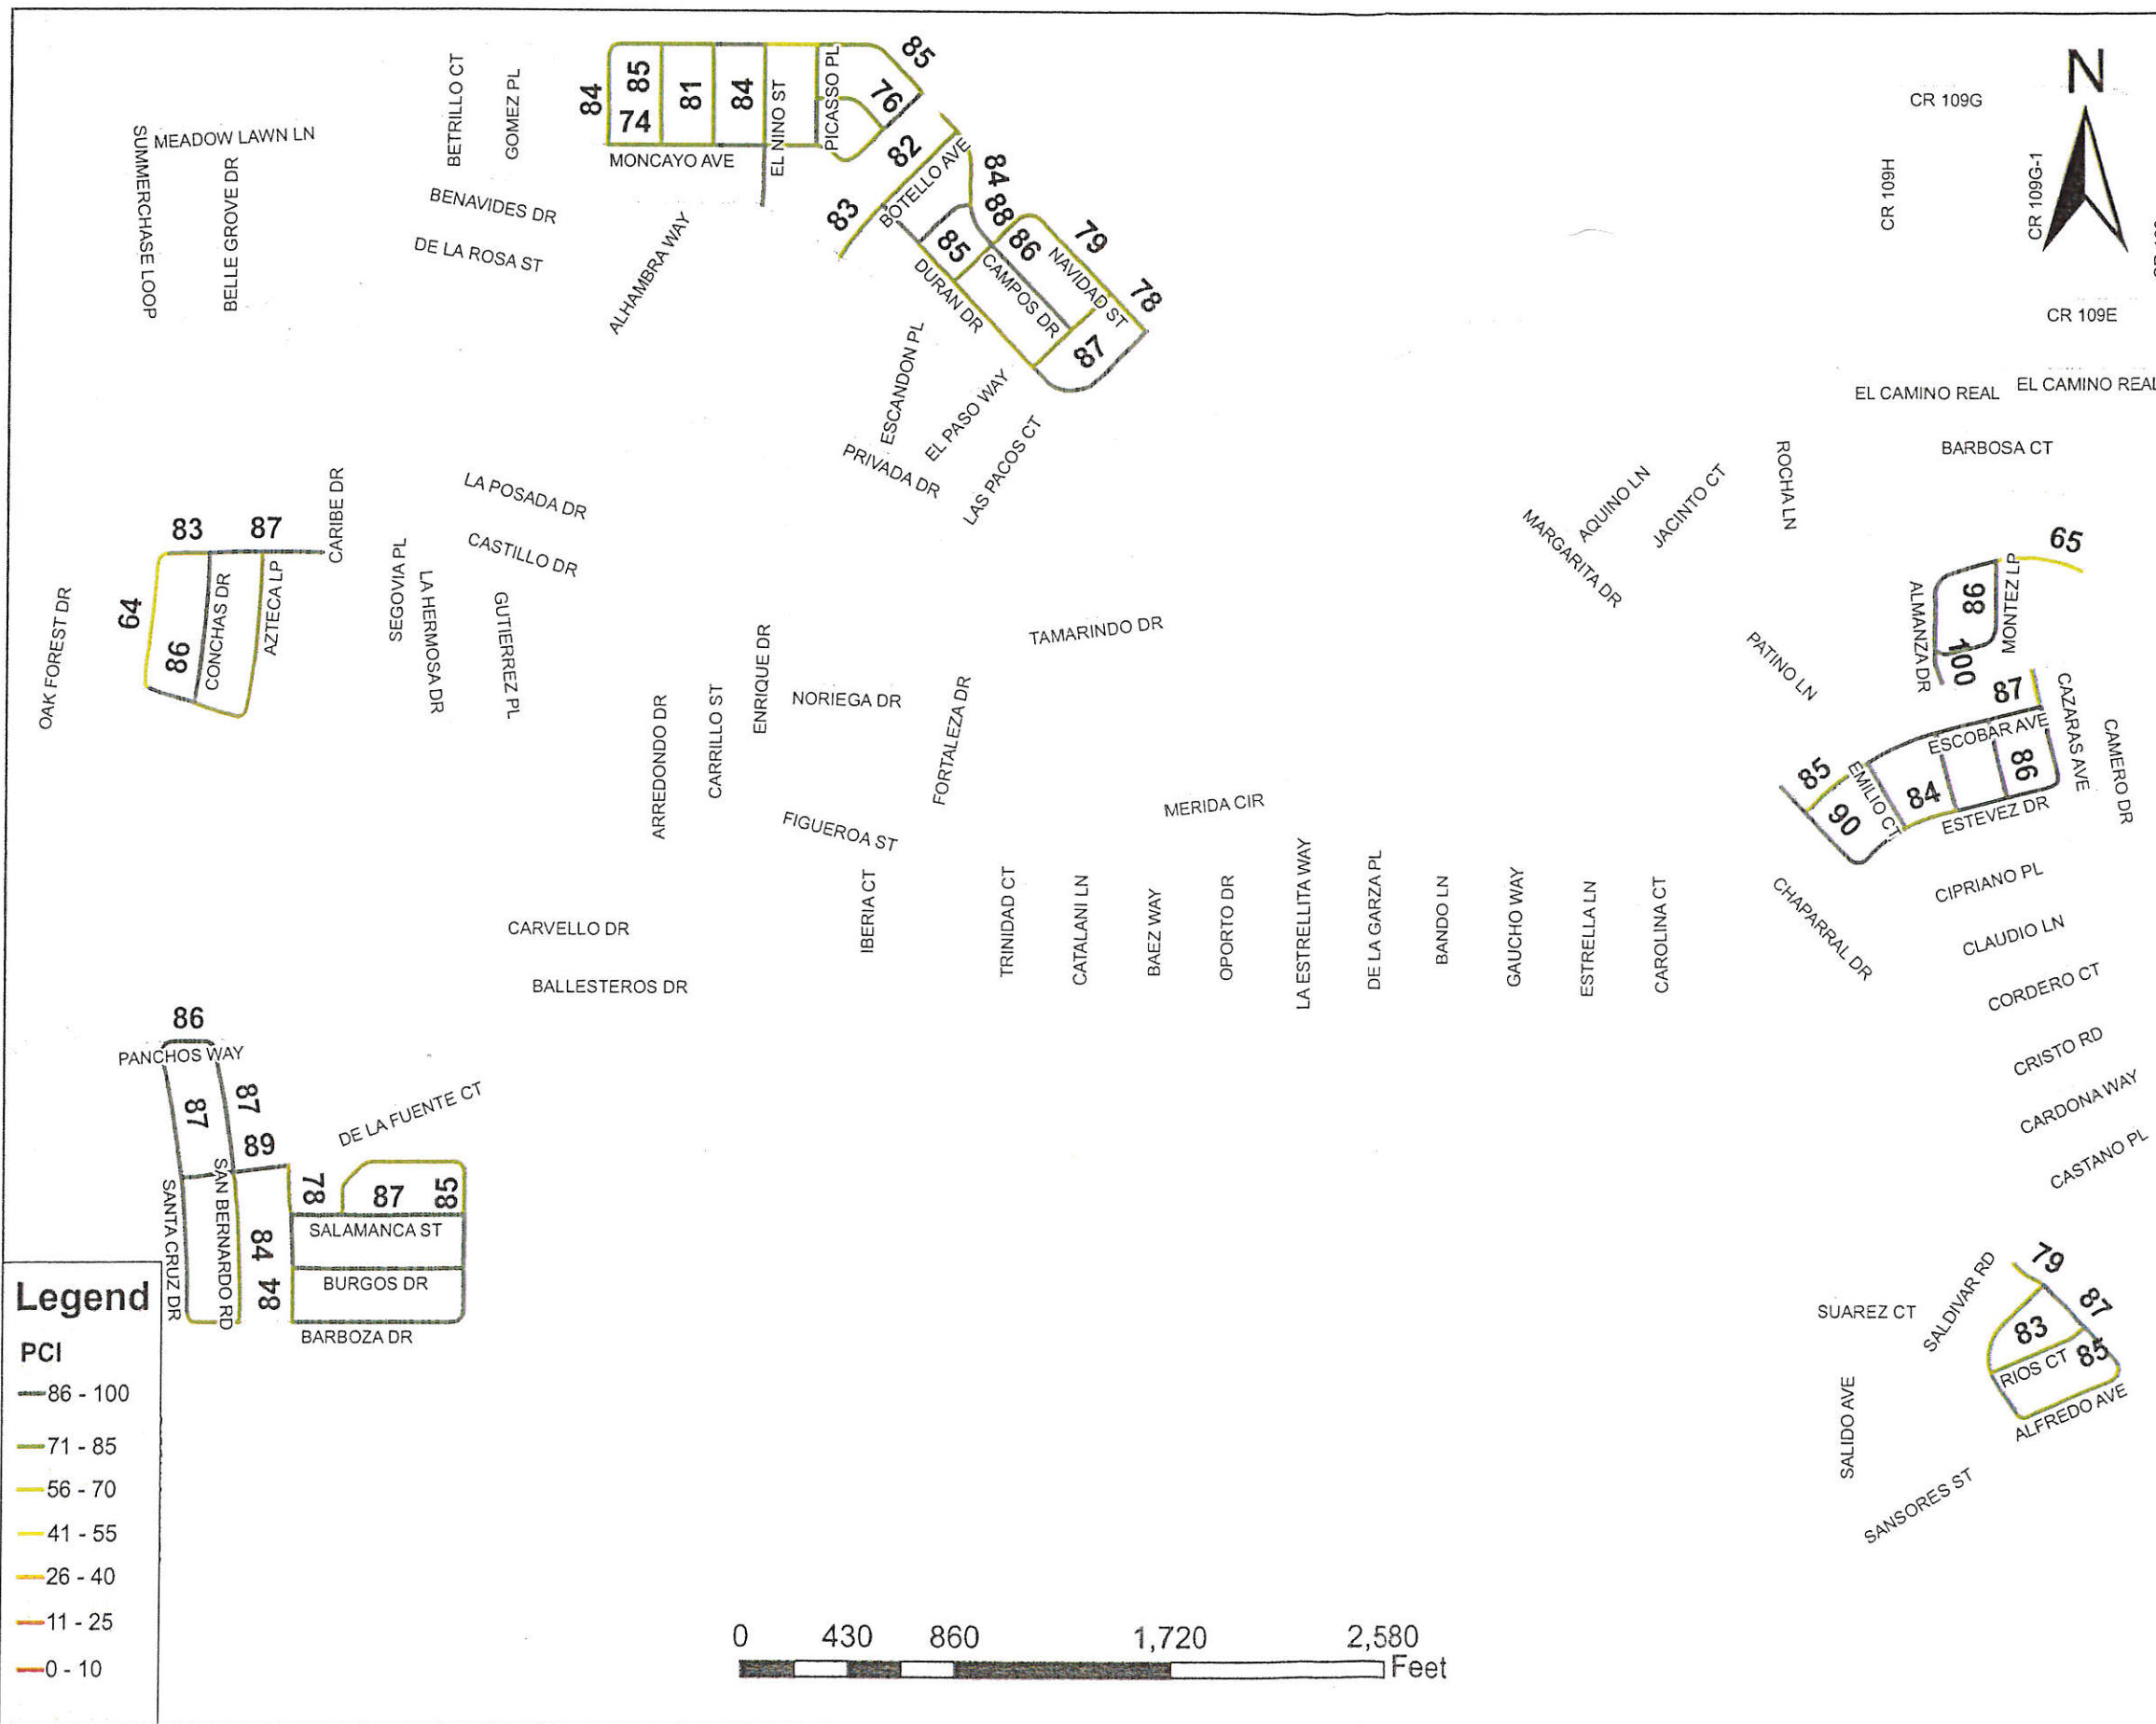 N
85
85
84
74
81
84
76
BETRILLO CT
GOMEZ PL
EL NINO ST
PICASSO PL
MONCAYO AVE
MEADOW LAWN LN
SUMMERCHASE LOOP
BELLE GROVE DR
BENAVIDES DR
DE LA ROSA ST
ALHAMBRA WAY
82
83
BOTELLO AVE
84
88
86
85
79
78
87
NAVIDAD ST
CAMPOS DR
DURAN DR
ESCANDON PL
EL PASO WAY
PRIVADA DR
LAS PACOS CT
CR 109G
CR 109H
CR 109G-1
CR 109E
EL CAMINO REAL
EL CAMINO REAL
BARBOSA CT
ROCHA LN
JACINTO CT
AQUINO LN
MARGARITA DR
PATINO LN
65
86
100
MONTEZ LP
ALMANZA DR
87
ESCOBAR AVE
CAZARAS AVE
CAMERO DR
86
84
85
90
EMILIO CT
ESTEVEZ DR
CIPRIANO PL
CLAUDIO LN
CHAPARRAL DR
CORDERO CT
CRISTO RD
CARDONA WAY
CASTANO PL
83
87
CARIBE DR
64
86
CONCHAS DR
AZTECA LP
OAK FOREST DR
LA POSADA DR
CASTILLO DR
SEGOVIA PL
LA HERMOSA DR
GUTIERREZ PL
ARREDONDO DR
CARRILLO ST
ENRIQUE DR
NORIEGA DR
FORTALEZA DR
TAMARINDO DR
MERIDA CIR
FIGUEROA ST
IBERIA CT
TRINIDAD CT
CATALANI LN
BAEZ WAY
OPORTO DR
LA ESTRELLITA WAY
DE LA GARZA PL
BANDO LN
GAUCHO WAY
ESTRELLA LN
CAROLINA CT
CARVELLO DR
BALLESTEROS DR
86
PANCHOS WAY
87
87
89
DE LA FUENTE CT
SANTA CRUZ DR
SAN BERNARDO RD
78
87
85
SALAMANCA ST
84
84
BURGOS DR
BARBOZA DR
79
87
83
85
SALDIVAR RD
SUAREZ CT
RIOS CT
ALFREDO AVE
SALIDO AVE
SANSORES ST
Legend
PCI
86 - 100
71 - 85
56 - 70
41 - 55
26 - 40
11 - 25
0 - 10
0 430 860 1,720 2,580
Feet